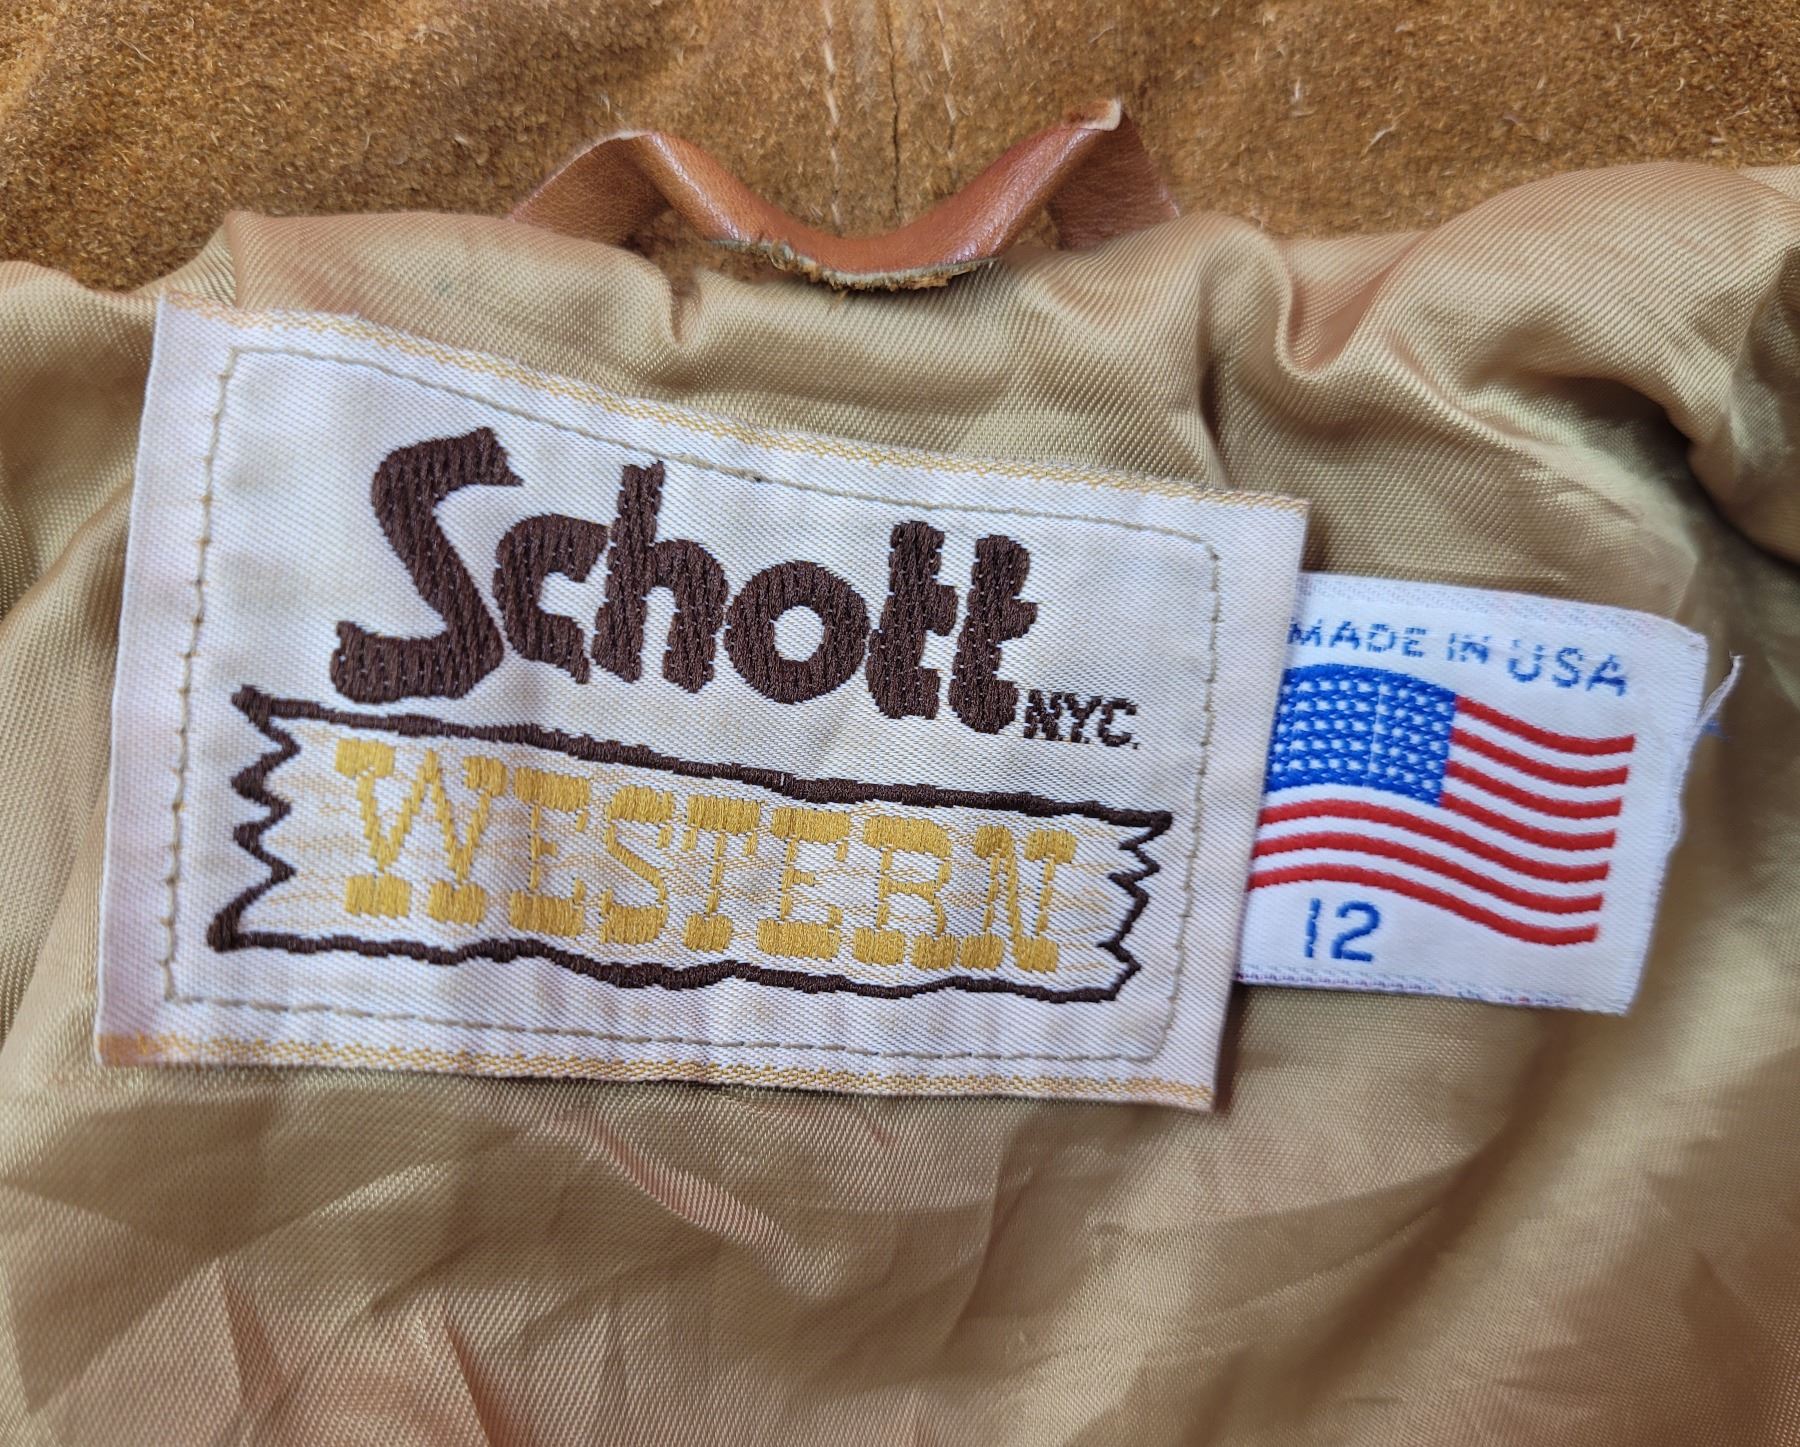 Schott
N.Y.C.
WESTERN
MADE IN USA
12